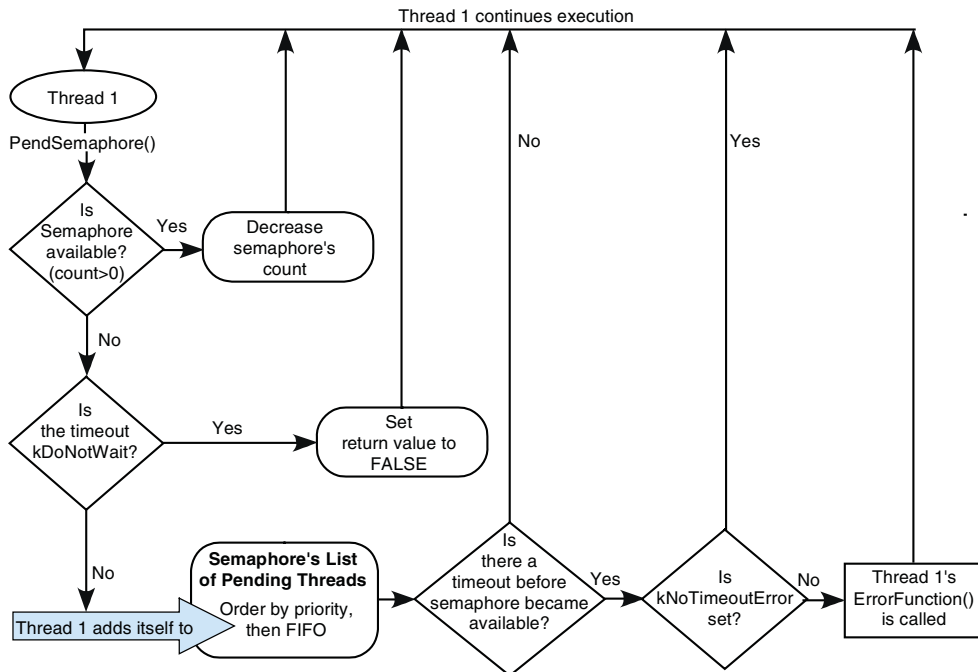 Thread 1 continues execution
Thread 1
PendSemaphore()
Is
Semaphore
available?
(count>0)
Yes
Decrease
semaphore's
count
No
Yes
No
Is
the timeout
kDoNotWait?
Yes
Set
return value to
FALSE
No
Thread 1 adds itself to
Semaphore's List
of Pending Threads
Order by priority,
then FIFO
Is
there a
timeout before
semaphore became
available?
Yes
Is
kNoTimeoutError
set?
No
Thread 1's
ErrorFunction()
is called